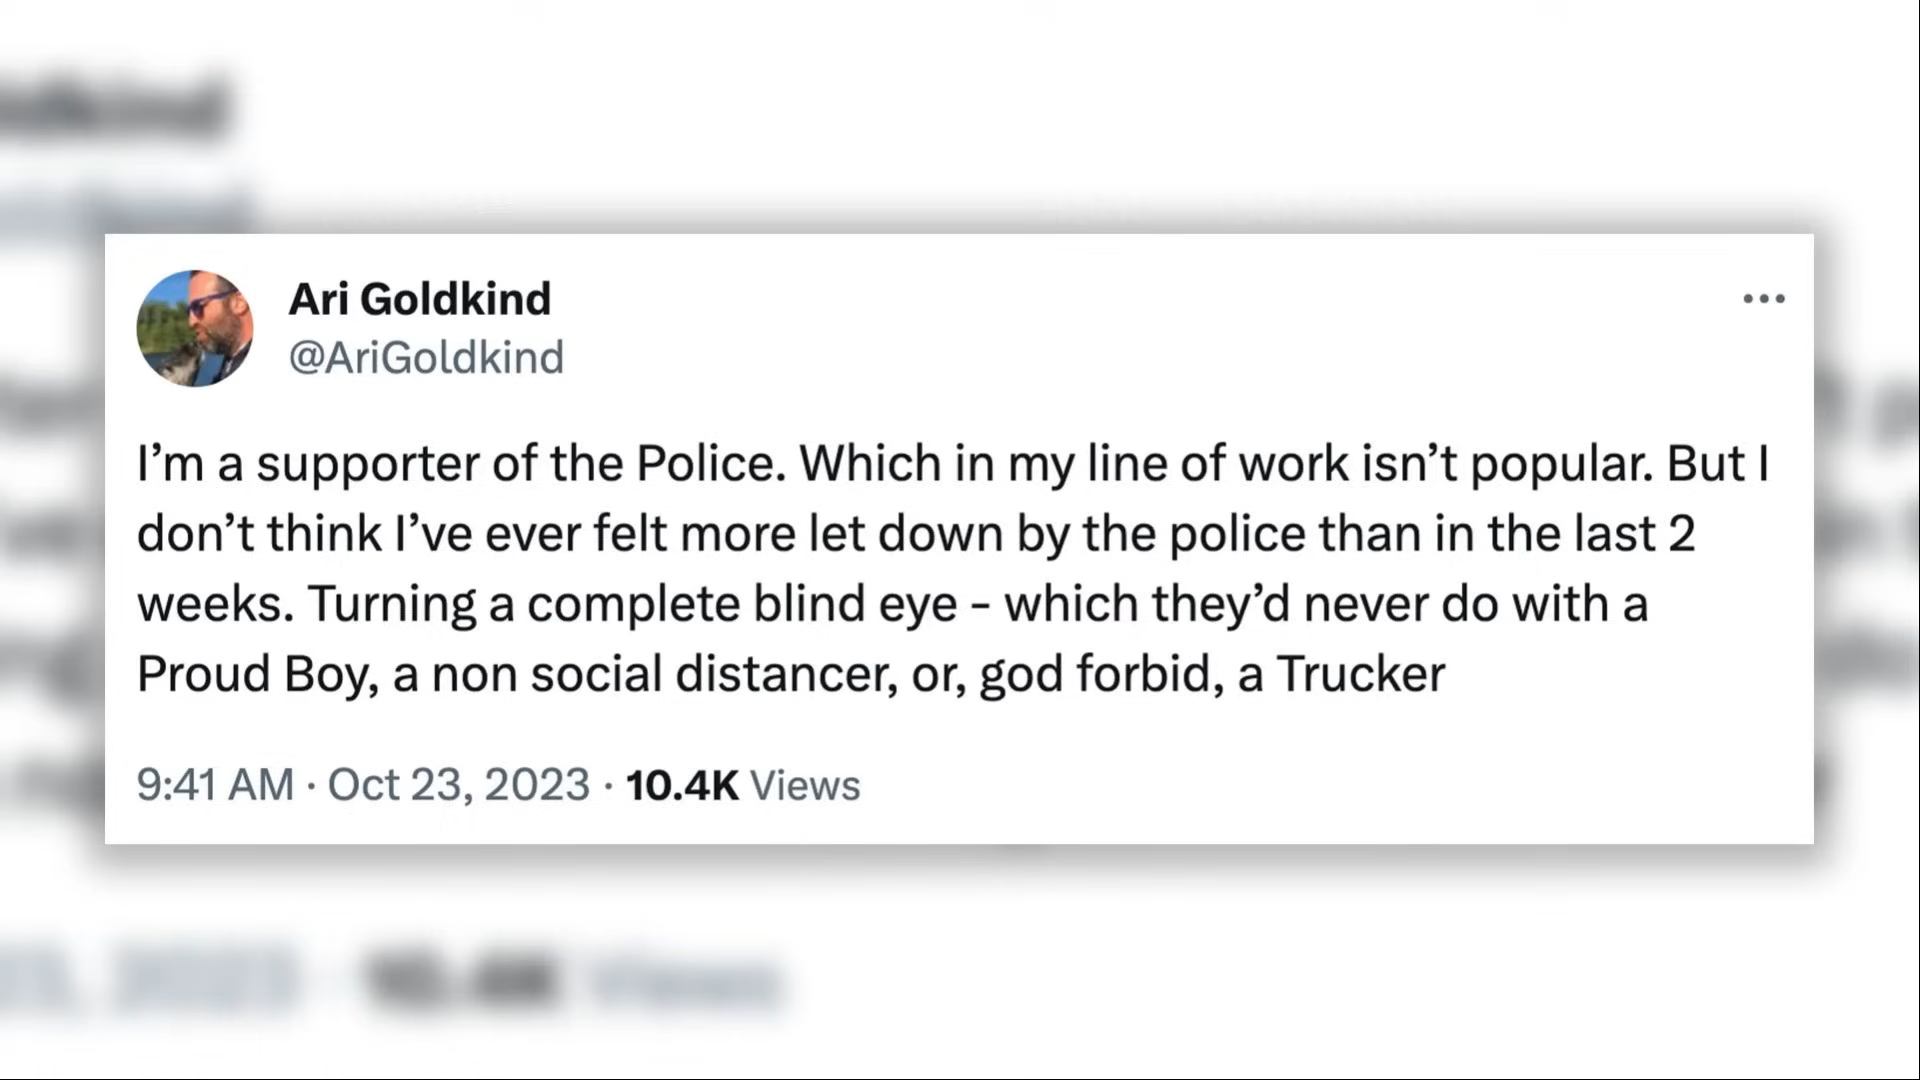 Ari Goldkind
@AriGoldkind
I’m a supporter of the Police. Which in my line of work isn’t popular. But I
don’t think I’ve ever felt more let down by the police than in the last 2
weeks. Turning a complete blind eye - which they’d never do with a
Proud Boy, a non social distancer, or, god forbid, a Trucker
9:41 AM · Oct 23, 2023 · 10.4K Views